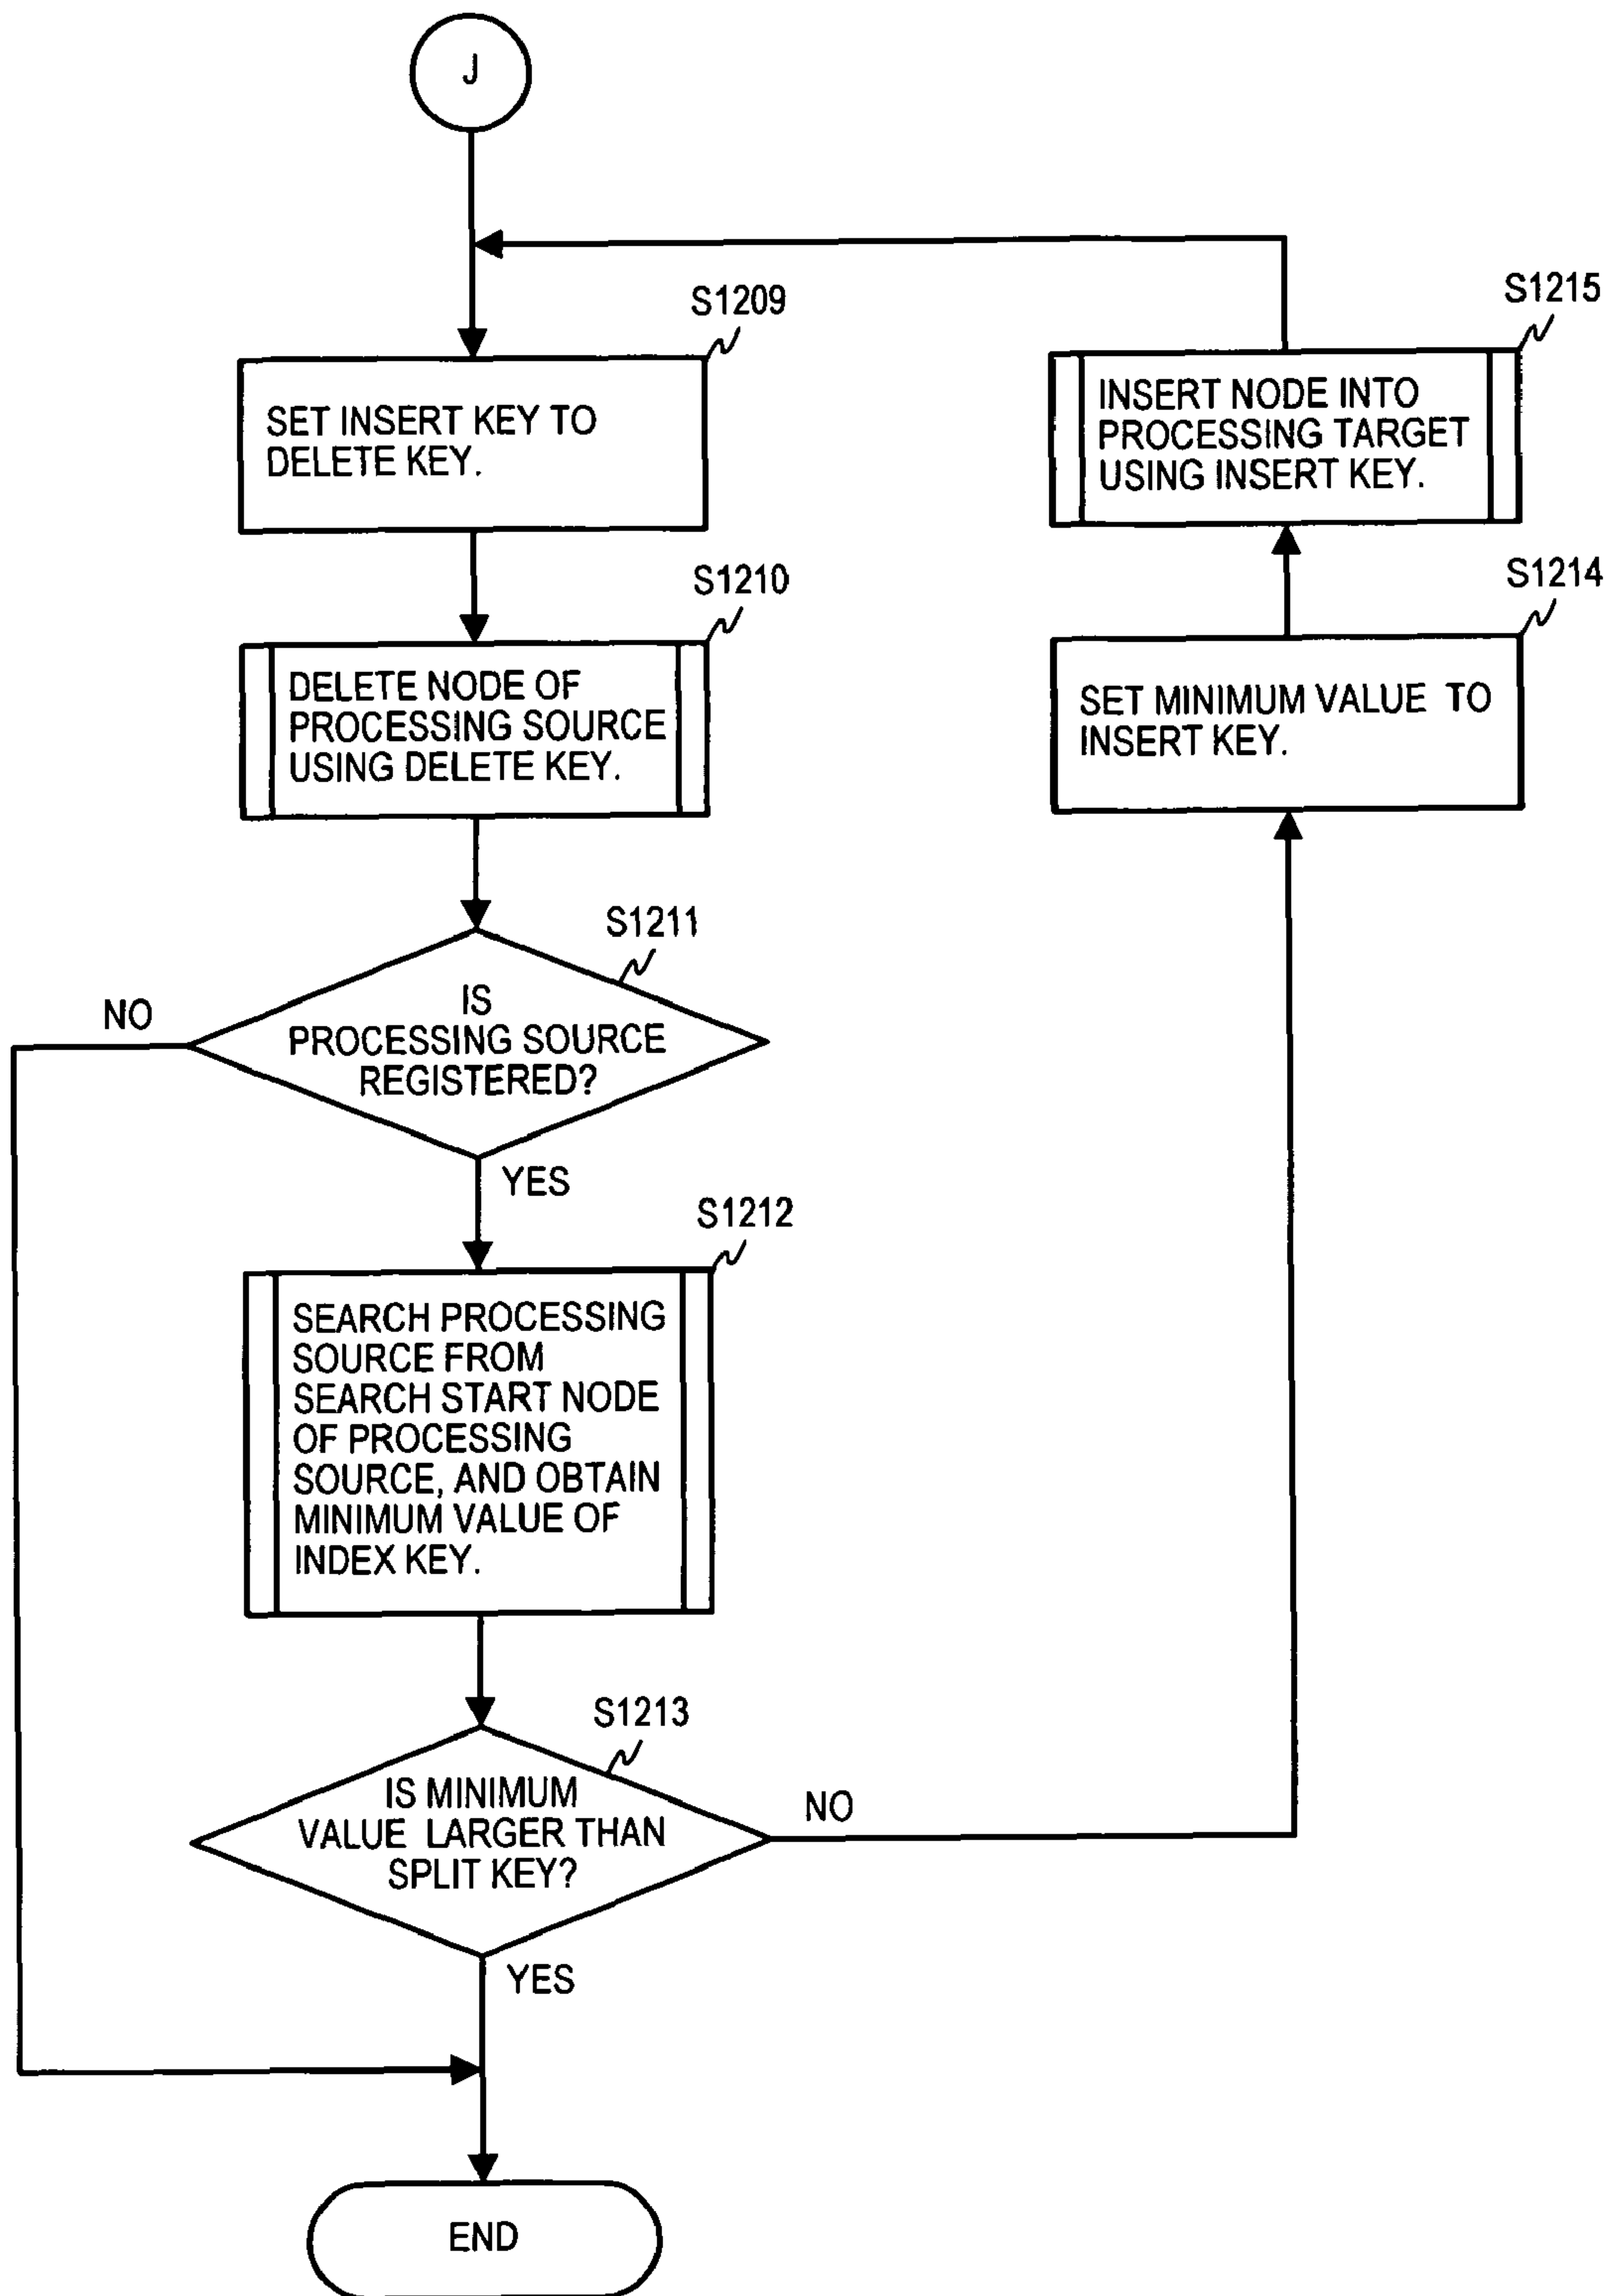 J
S1209
SET INSERT KEY TO
DELETE KEY.
S1210
DELETE NODE OF
PROCESSING SOURCE
USING DELETE KEY.
S1211
IS
PROCESSING SOURCE
REGISTERED?
NO
YES
S1212
SEARCH PROCESSING
SOURCE FROM
SEARCH START NODE
OF PROCESSING
SOURCE, AND OBTAIN
MINIMUM VALUE OF
INDEX KEY.
S1213
IS MINIMUM
VALUE LARGER THAN
SPLIT KEY?
NO
YES
S1214
SET MINIMUM VALUE TO
INSERT KEY.
S1215
INSERT NODE INTO
PROCESSING TARGET
USING INSERT KEY.
END